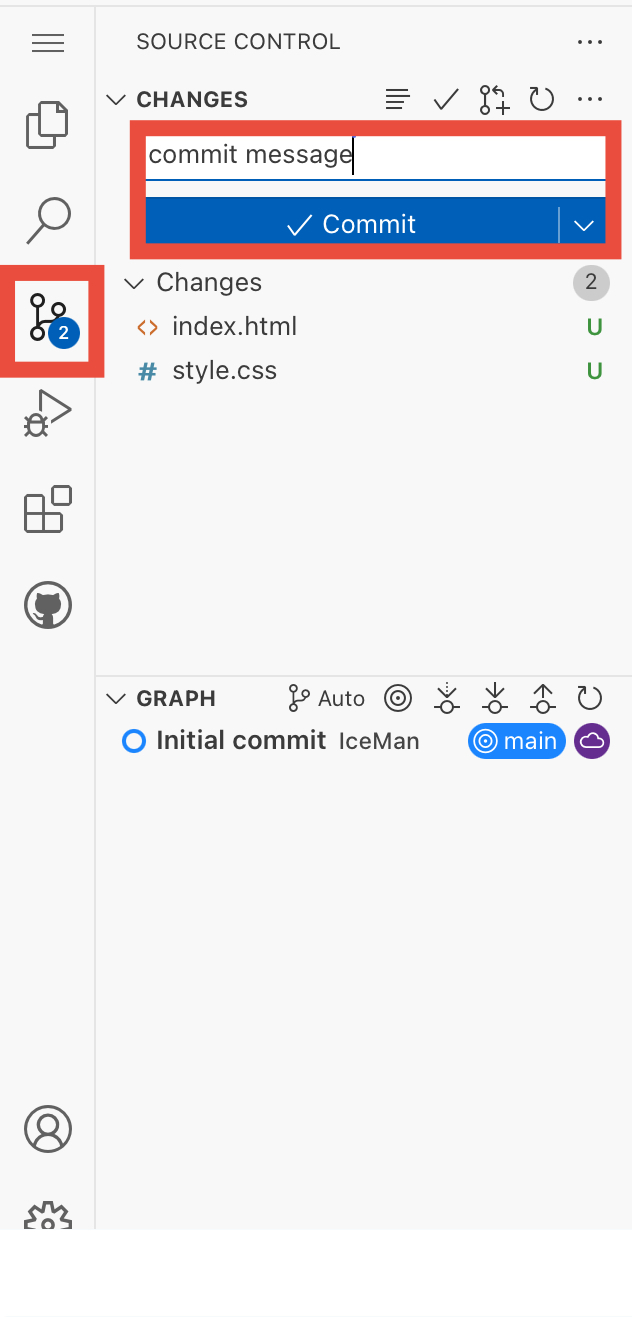 SOURCE CONTROL
CHANGES
commit message
Commit
Changes 2
index.html U
2
# style.css U
GRAPH Auto
Initial commit IceMan main